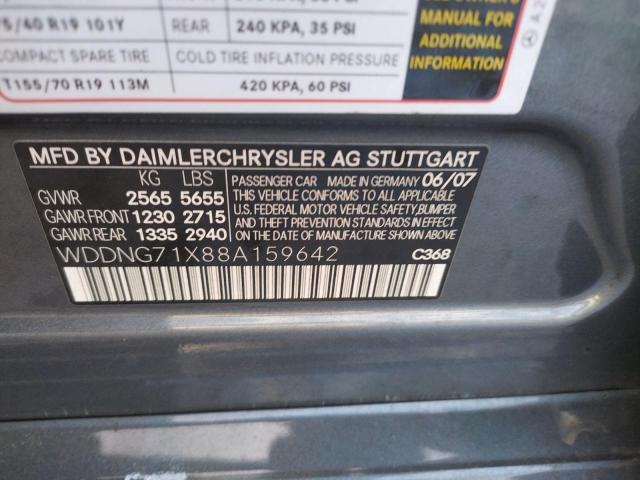 5/40 R19 101Y REAR 240 KPA, 35 PSI
COMPACT SPARE TIRE COLD TIRE INFLATION PRESSURE
T155/70 R19 113M 420 KPA, 60 PSI
MANUAL FOR
ADDITIONAL
INFORMATION
A 2
MFD BY DAIMLERCHRYSLER AG STUTTGART
KG LBS
GVWR 2565 5655
GAWR FRONT 1230 2715
GAWR REAR 1335 2940
PASSENGER CAR MADE IN GERMANY 06/07
THIS VEHICLE CONFORMS TO ALL APPLICABLE
U.S. FEDERAL MOTOR VEHICLE SAFETY,BUMPER
AND THEFT PREVENTION STANDARDS IN EFFECT
ON THE DATE OF MANUFACTURE SHOWN ABOVE.
WDDNG71X88A159642 C368